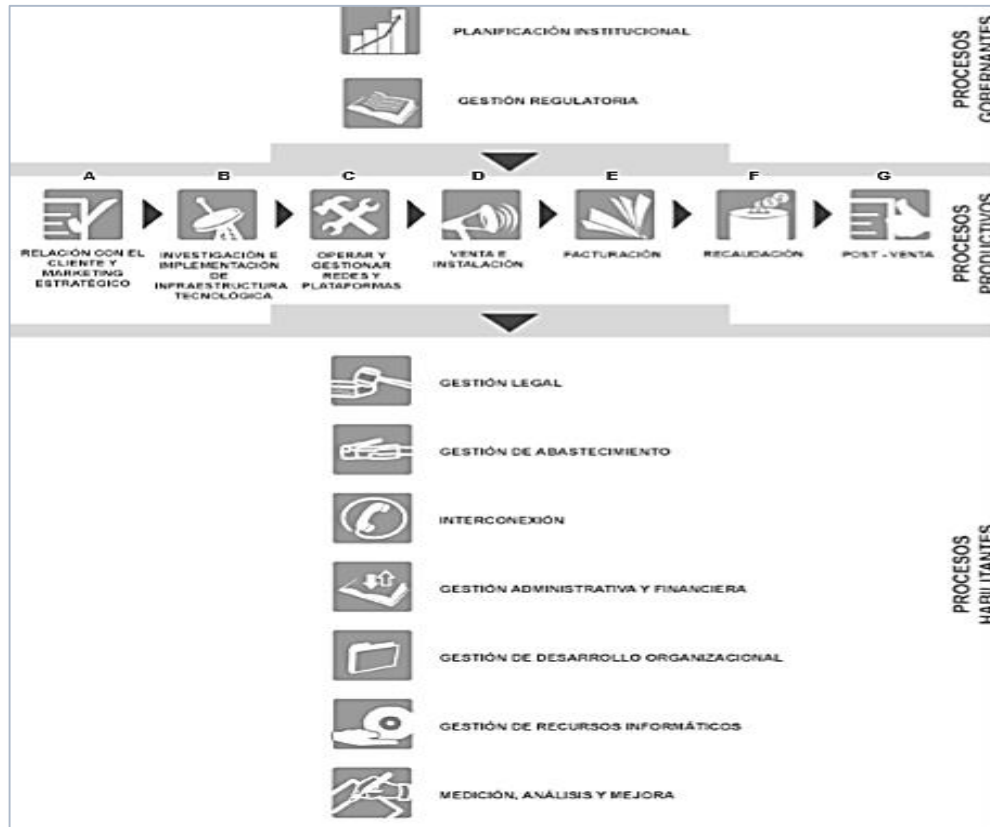 PLANIFICACIÓN INSTITUCIONAL
GESTIÓN REGULATORIA
PROCESOS
GOBERNANTES
A
B
C
D
E
F
G
RELACIÓN CON EL
CLIENTE Y
MARKETING
ESTRATÉGICO
INVESTIGACIÓN E
IMPLEMENTACIÓN
DE
INFRAESTRUCTURA
TECNOLÓGICA
OPERAR Y
GESTIONAR
REDES Y
PLATAFORMAS
VENTA E
INSTALACIÓN
FACTURACIÓN
RECAUDACIÓN
POST - VENTA
PROCESOS
PRODUCTIVOS
GESTIÓN LEGAL
GESTIÓN DE ABASTECIMIENTO
INTERCONEXIÓN
GESTIÓN ADMINISTRATIVA Y FINANCIERA
GESTIÓN DE DESARROLLO ORGANIZACIONAL
GESTIÓN DE RECURSOS INFORMÁTICOS
MEDICIÓN, ANÁLISIS Y MEJORA
PROCESOS
HABILITANTES